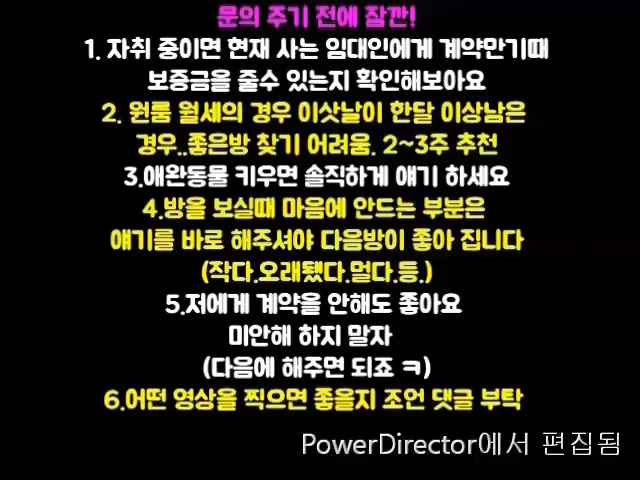 문의 주기 전에 잠깐!
1. 자취 중이면 현재 사는 임대인에게 계약만기때
보증금을 줄수 있는지 확인해보아요
2. 원룸 월세의 경우 이삿날이 한달 이상남은
경우..좋은방 찾기 어려움. 2~3주 추천
3.애완동물 키우면 솔직하게 얘기 하세요
4.방을 보실때 마음에 안드는 부분은
얘기를 바로 해주셔야 다음방이 좋아 집니다
(작다.오래됐다.멀다.등.)
5.저에게 계약을 안해도 좋아요
미안해 하지 말자
(다음에 해주면 되죠 ㅋ)
6.어떤 영상을 찍으면 좋을지 조언 댓글 부탁
PowerDirector에서 편집됨